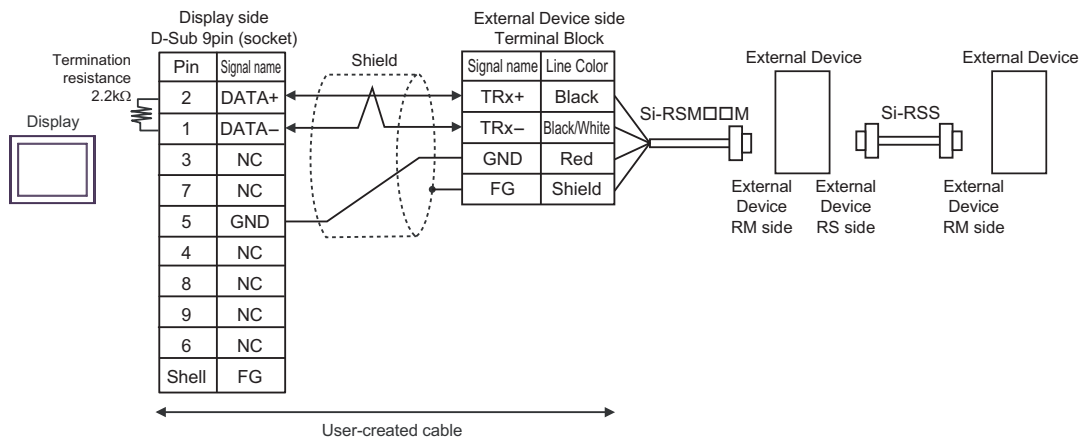 Display side
D-Sub 9pin (socket)
External Device side
Terminal Block
Termination
resistance
2.2kΩ
Display
Pin Signal name
2 DATA+
1 DATA–
3 NC
7 NC
5 GND
4 NC
8 NC
9 NC
6 NC
Shell FG
Shield
Signal name Line Color
TRx+ Black
TRx– Black/White
GND Red
FG Shield
Si-RSM□□M
External Device
External Device
Si-RSS
External
Device
RM side
External
Device
RS side
External
Device
RM side
User-created cable